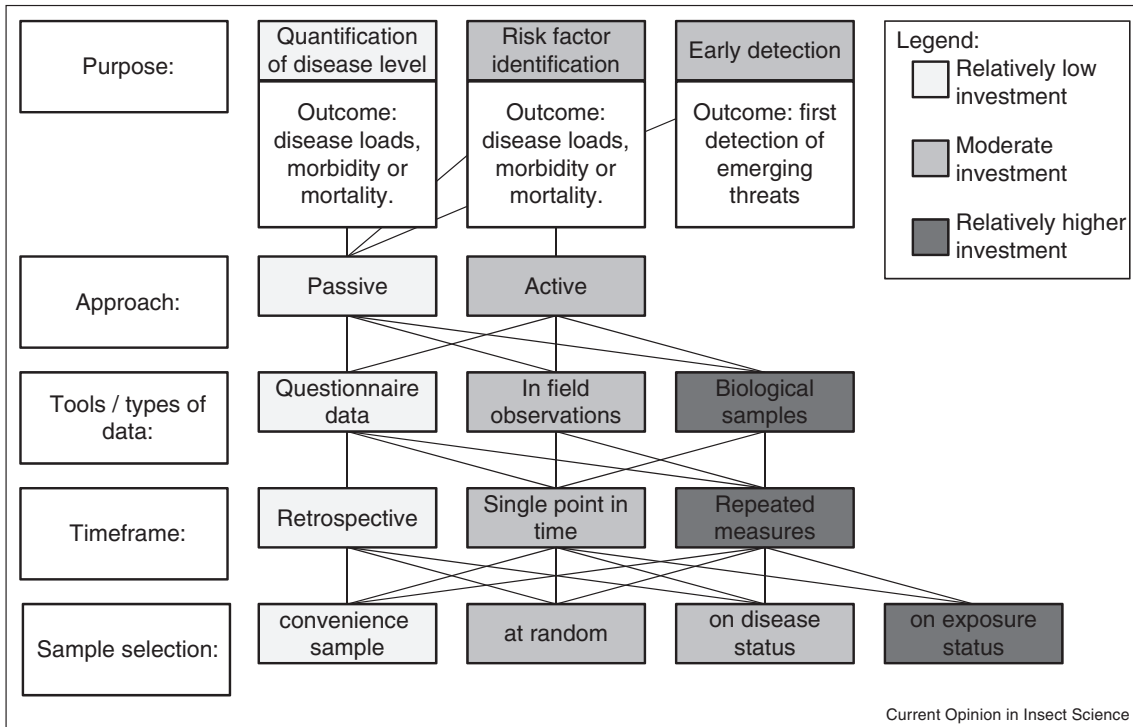 Purpose:
Quantification
of disease level
Outcome:
disease loads,
morbidity or
mortality.
Risk factor
identification
Outcome:
disease loads,
morbidity or
mortality.
Early detection
Outcome: first
detection of
emerging
threats
Legend:
Relatively low
investment
Moderate
investment
Relatively higher
investment
Approach:
Passive
Active
Tools / types of
data:
Questionnaire
data
In field
observations
Biological
samples
Timeframe:
Retrospective
Single point in
time
Repeated
measures
Sample selection:
convenience
sample
at random
on disease
status
on exposure
status
Current Opinion in Insect Science